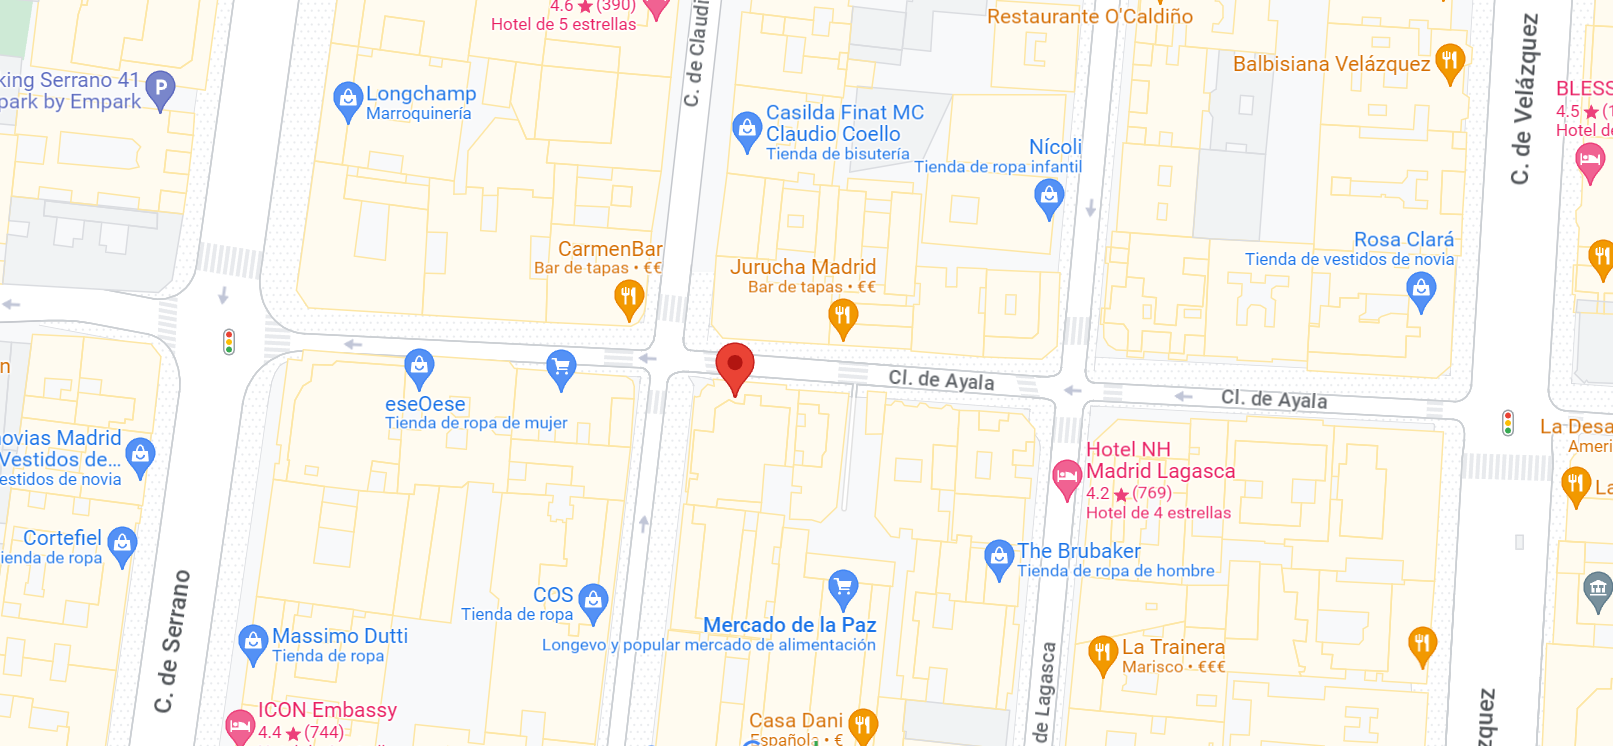 4.6 ★ (390)
Hotel de 5 estrellas
C. de Claudi
Restaurante O'Caldiño
C. de Velázquez
Balbisiana Velázquez
king Serrano 41
park by Empark
P
Longchamp
Marroquinería
Casilda Finat MC
Claudio Coello
Tienda de bisutería
Nícoli
Tienda de ropa infantil
BLESS
4.5 ★ (1
Hotel de
CarmenBar
Bar de tapas • €€
Jurucha Madrid
Bar de tapas • €€
Rosa Clará
Tienda de vestidos de novia
n
eseOese
Tienda de ropa de mujer
Cl. de Ayala
Cl. de Ayala
ovias Madrid
Vestidos de...
estidos de novia
Hotel NH
Madrid Lagasca
4.2 ★ (769)
Hotel de 4 estrellas
La Desa
Ameri
La
Cortefiel
ienda de ropa
The Brubaker
Tienda de ropa de hombre
COS
Tienda de ropa
Mercado de la Paz
Longevo y popular mercado de alimentación
C. de Serrano
Massimo Dutti
Tienda de ropa
La Trainera
Marisco • €€€
de Lagasca
ICON Embassy
4.4 ★ (744)
Casa Dani
Española • €
zquez